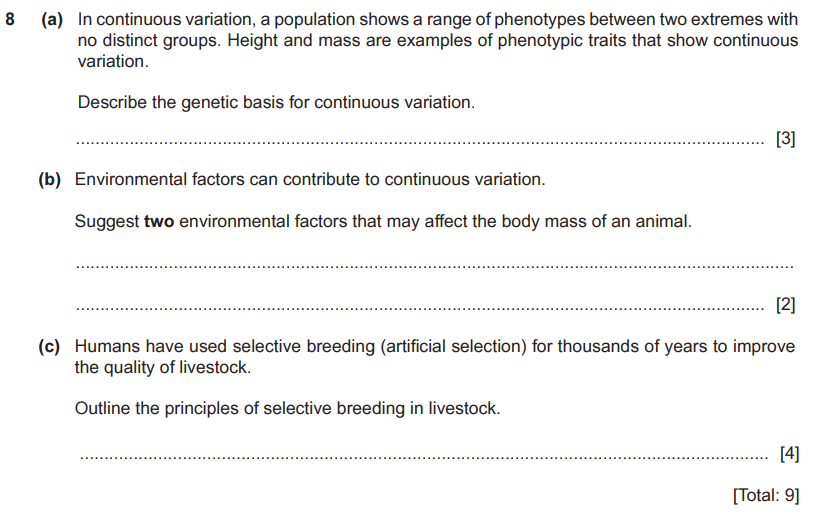 8 (a) In continuous variation, a population shows a range of phenotypes between two extremes with
no distinct groups. Height and mass are examples of phenotypic traits that show continuous
variation.
Describe the genetic basis for continuous variation.
.......................................................................................................................................... [3]
(b) Environmental factors can contribute to continuous variation.
Suggest two environmental factors that may affect the body mass of an animal.
..........................................................................................................................................
.......................................................................................................................................... [2]
(c) Humans have used selective breeding (artificial selection) for thousands of years to improve
the quality of livestock.
Outline the principles of selective breeding in livestock.
.......................................................................................................................................... [4]
[Total: 9]